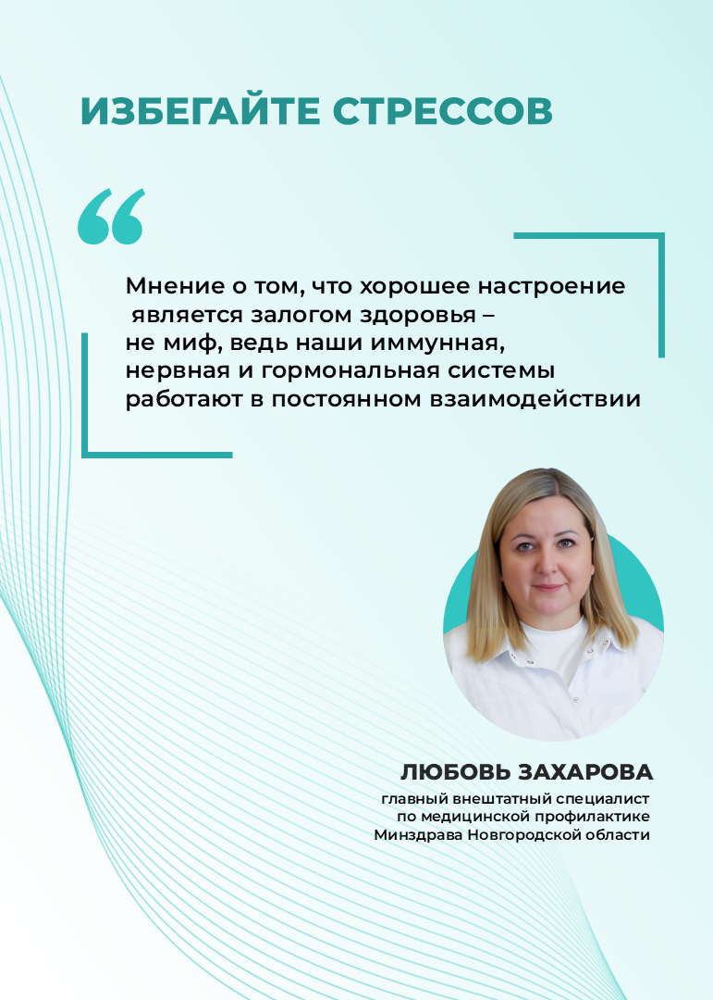 ИЗБЕГАЙТЕ СТРЕССОВ
“
Мнение о том, что хорошее настроение
является залогом здоровья –
не миф, ведь наши иммунная,
нервная и гормональная системы
работают в постоянном взаимодействии
ЛЮБОВЬ ЗАХАРОВА
главный внештатный специалист
по медицинской профилактике
Минздрава Новгородской области